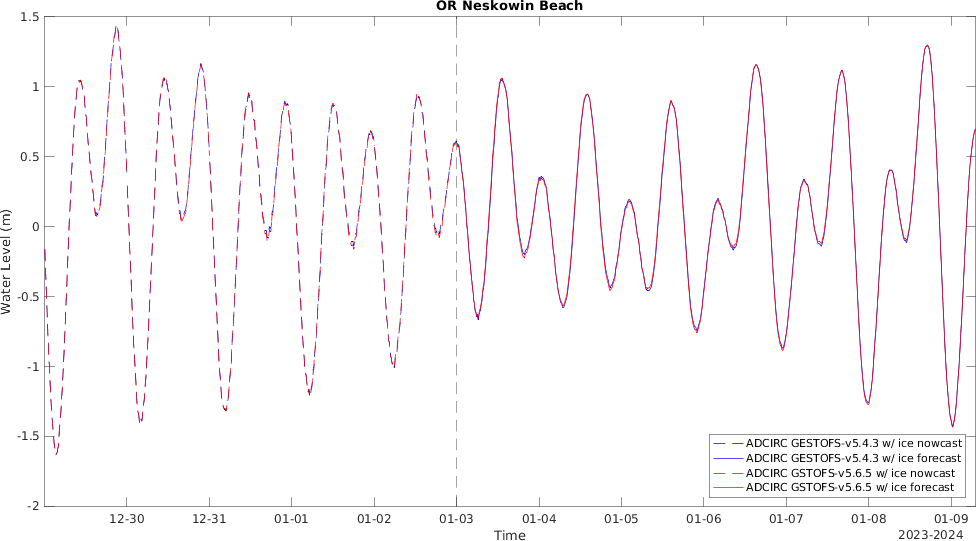 OR Neskowin Beach
Water Level (m)
1.5
1
0.5
0
-0.5
-1
-1.5
-2
ADCIRC GESTOFS-v5.4.3 w/ ice nowcast
ADCIRC GESTOFS-v5.4.3 w/ ice forecast
ADCIRC GSTOFS-v5.6.5 w/ ice nowcast
ADCIRC GSTOFS-v5.6.5 w/ ice forecast
12-30 12-31 01-01 01-02 01-03 01-04 01-05 01-06 01-07 01-08 01-09
Time
2023-2024